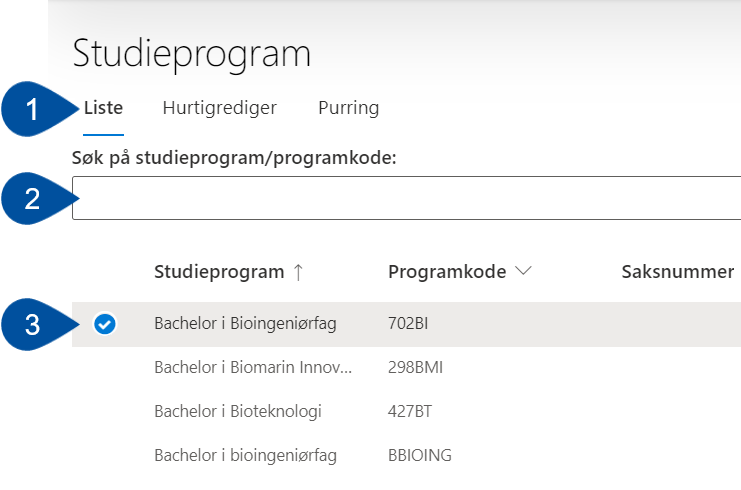 Studieprogram
1 Liste Hurtigrediger Purring
Søk på studieprogram/programkode:
2
Studieprogram ↑ Programkode Saksnummer
3 Bachelor i Bioingeniørfag 702BI
Bachelor i Biomarin Innov... 298BMI
Bachelor i Bioteknologi 427BT
Bachelor i bioingeniørfag BBIOING